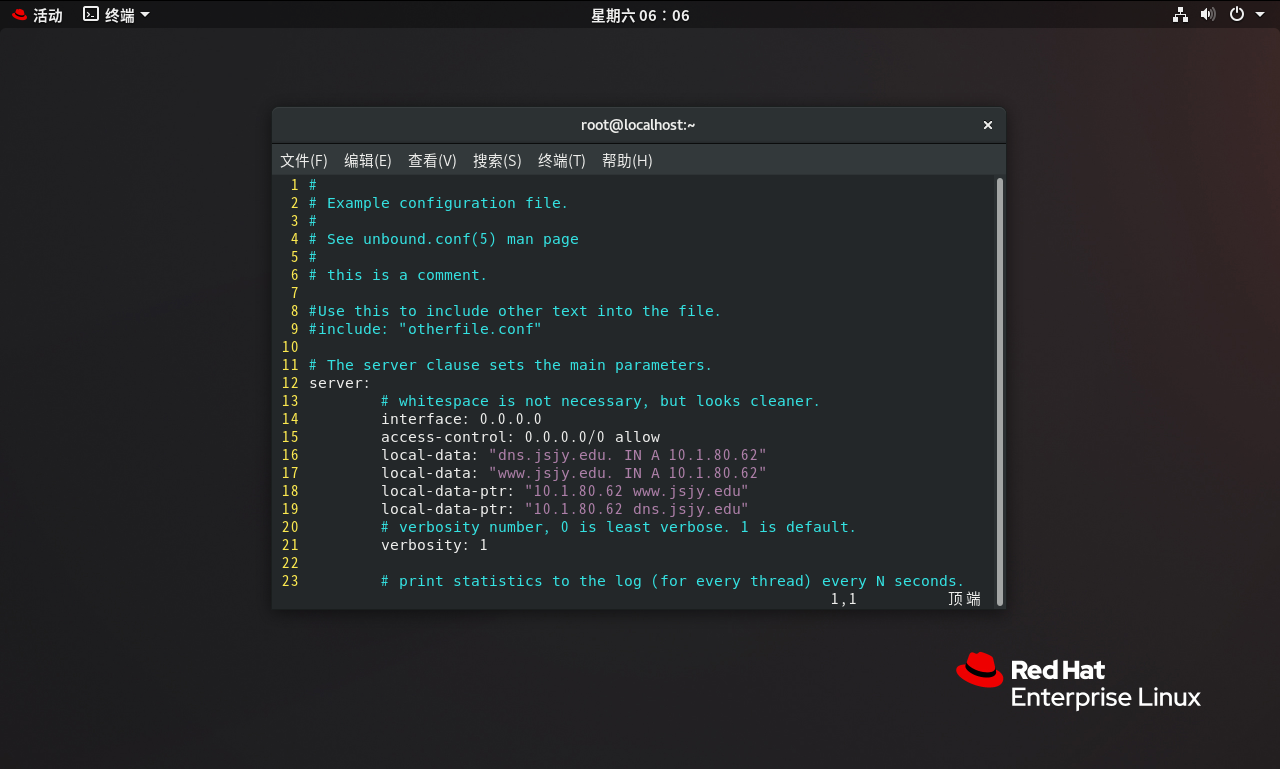 活动 终端 星期六 06：06
root@localhost:~ ×
文件(F) 编辑(E) 查看(V) 搜索(S) 终端(T) 帮助(H)
1 #
2 # Example configuration file.
3 #
4 # See unbound.conf(5) man page
5 #
6 # this is a comment.
7
8 #Use this to include other text into the file.
9 #include: "otherfile.conf"
10
11 # The server clause sets the main parameters.
12 server:
13         # whitespace is not necessary, but looks cleaner.
14         interface: 0.0.0.0
15         access-control: 0.0.0.0/0 allow
16         local-data: "dns.jsjy.edu. IN A 10.1.80.62"
17         local-data: "www.jsjy.edu. IN A 10.1.80.62"
18         local-data-ptr: "10.1.80.62 www.jsjy.edu"
19         local-data-ptr: "10.1.80.62 dns.jsjy.edu"
20         # verbosity number, 0 is least verbose. 1 is default.
21         verbosity: 1
22
23         # print statistics to the log (for every thread) every N seconds.
1,1 顶端
Red Hat
Enterprise Linux